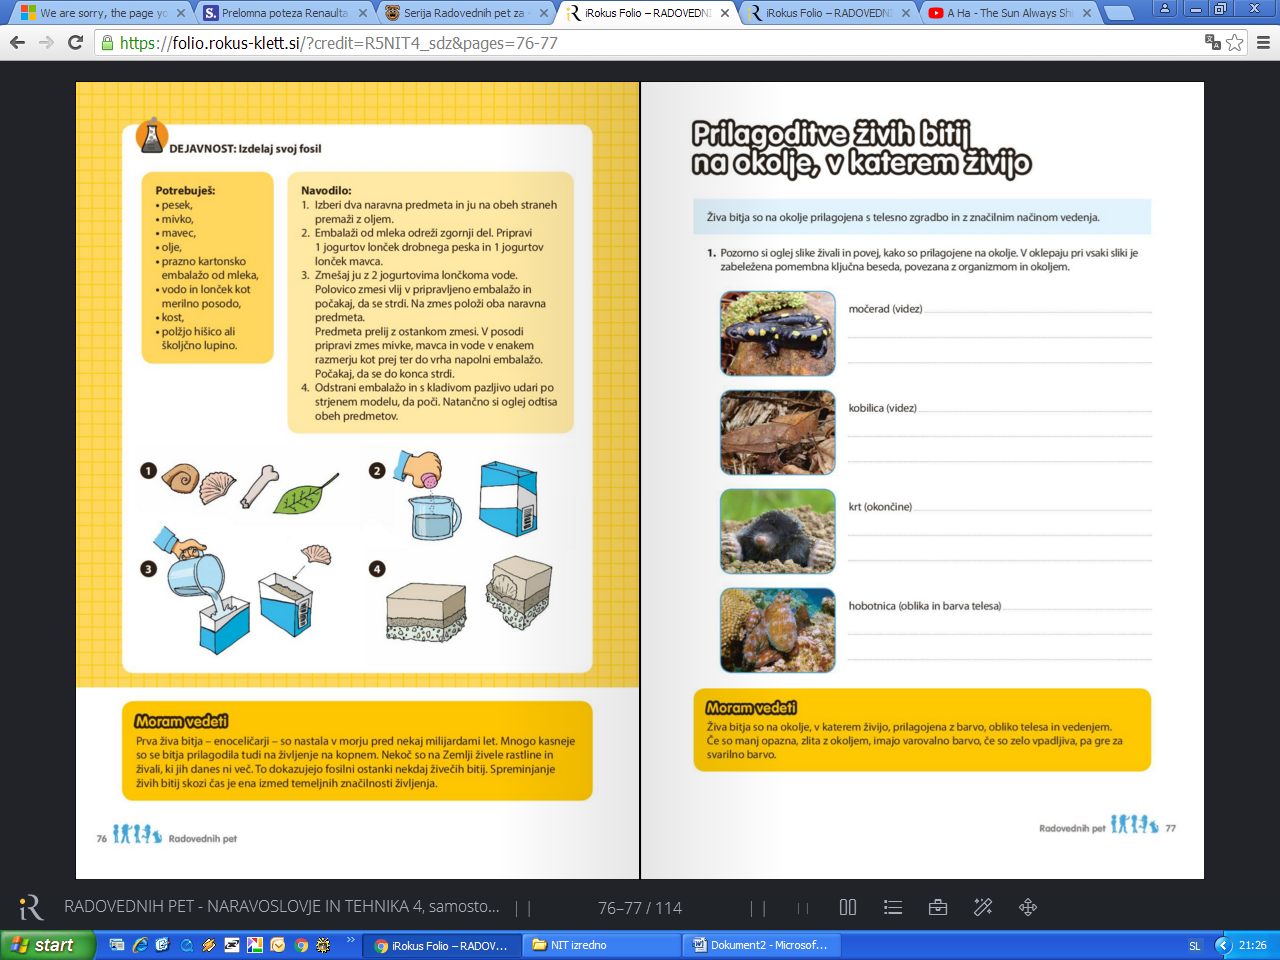 We are sorry, the page yo
Prelomna poteza Renaulta
Serija Radovednih pet za
iRokus Folio – RADOVEDNI
iRokus Folio – RADOVEDNI
A Ha - The Sun Always Sh
https://folio.rokus-klett.si/?credit=R5NIT4_sdz&pages=76-77
DEJAVNOST: Izdelaj svoj fosil
Potrebuješ:
• pesek,
• mivko,
• mavec,
• olje,
• prazno kartonsko
embalažo od mleka,
• vodo in lonček kot
merilno posodo,
• kost,
• polžjo hišico ali
školjčno lupino.
Navodilo:
1. Izberi dva naravna predmeta in ju na obeh straneh
premaži z oljem.
2. Embalaži od mleka odreži zgornji del. Pripravi
1 jogurtov lonček drobnega peska in 1 jogurtov
lonček mavca.
3. Zmešaj ju z 2 jogurtovima lončkoma vode.
Polovico zmesi vlij v pripravljeno embalažo in
počakaj, da se strdi. Na zmes položi oba naravna
predmeta.
Predmeta prelij z ostankom zmesi. V posodi
pripravi zmes mivke, mavca in vode v enakem
razmerju kot prej ter do vrha napolni embalažo.
Počakaj, da se do konca strdi.
4. Odstrani embalažo in s kladivom pazljivo udari po
strjenem modelu, da poči. Natančno si oglej odtisa
obeh predmetov.
1
2
3
4
Moram vedeti
Prva živa bitja – enoceličarji – so nastala v morju pred nekaj milijardami let. Mnogo kasneje
so se bitja prilagodila tudi na življenje na kopnem. Nekoč so na Zemlji živele rastline in
živali, ki jih danes ni več. To dokazujejo fosilni ostanki nekdaj živečih bitij. Spreminjanje
živih bitij skozi čas je ena izmed temeljnih značilnosti življenja.
76 Radovednih pet
Prilagoditve živih bitij
na okolje, v katerem živijo
Živa bitja so na okolje prilagojena s telesno zgradbo in z značilnim načinom vedenja.
1. Pozorno si oglej slike živali in povej, kako so prilagojene na okolje. V oklepaju pri vsaki sliki je
zabeležena pomembna ključna beseda, povezana z organizmom in okoljem.
močerad (videz)
kobilica (videz)
krt (okončine)
hobotnica (oblika in barva telesa)
Moram vedeti
Živa bitja so na okolje, v katerem živijo, prilagojena z barvo, obliko telesa in vedenjem.
Če so manj opazna, zlita z okoljem, imajo varovalno barvo, če so zelo vpadljiva, pa gre za
svarilno barvo.
Radovednih pet 77
iR RADOVEDNIH PET - NARAVOSLOVJE IN TEHNIKA 4, samosto...
76–77 / 114
start
iRokus Folio – RADOV...
NIT izredno
Dokument2 - Microsof...
SL
21:26